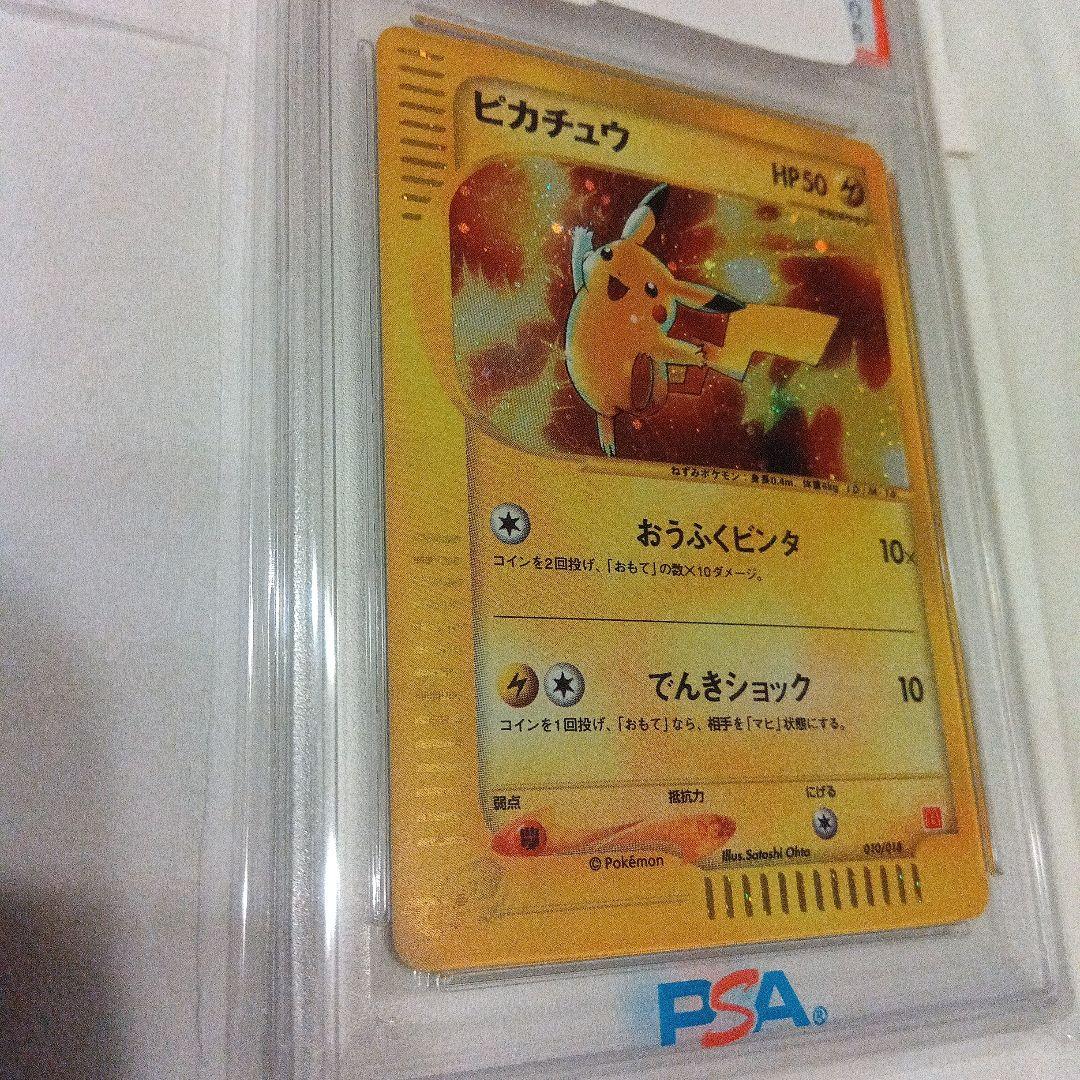 ピカチュウ
HP50
ねずみポケモン・身長0.4m、体重6kg
おうふくビンタ 10×
コインを2回投げ、「おもて」の数×10ダメージ。
でんきショック 10
コインを1回投げ、「おもて」なら、相手を「マヒ」状態にする。
弱点 抵抗力 にげる
© Pokémon Illus.Satoshi Ohta 010/018
PSA®